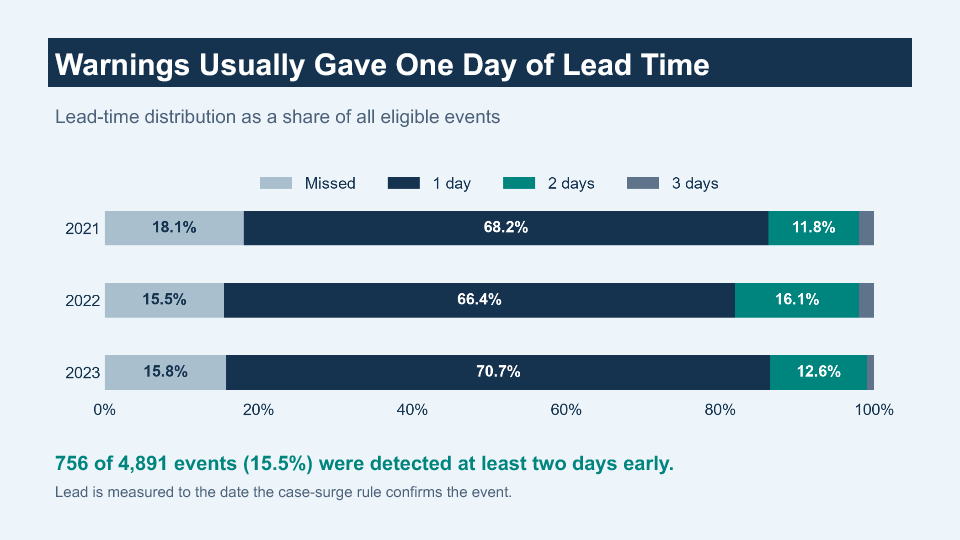 Warnings Usually Gave One Day of Lead Time
Lead-time distribution as a share of all eligible events
Missed 1 day 2 days 3 days
2021 18.1% 68.2% 11.8%
2022 15.5% 66.4% 16.1%
2023 15.8% 70.7% 12.6%
0% 20% 40% 60% 80% 100%
756 of 4,891 events (15.5%) were detected at least two days early.
Lead is measured to the date the case-surge rule confirms the event.